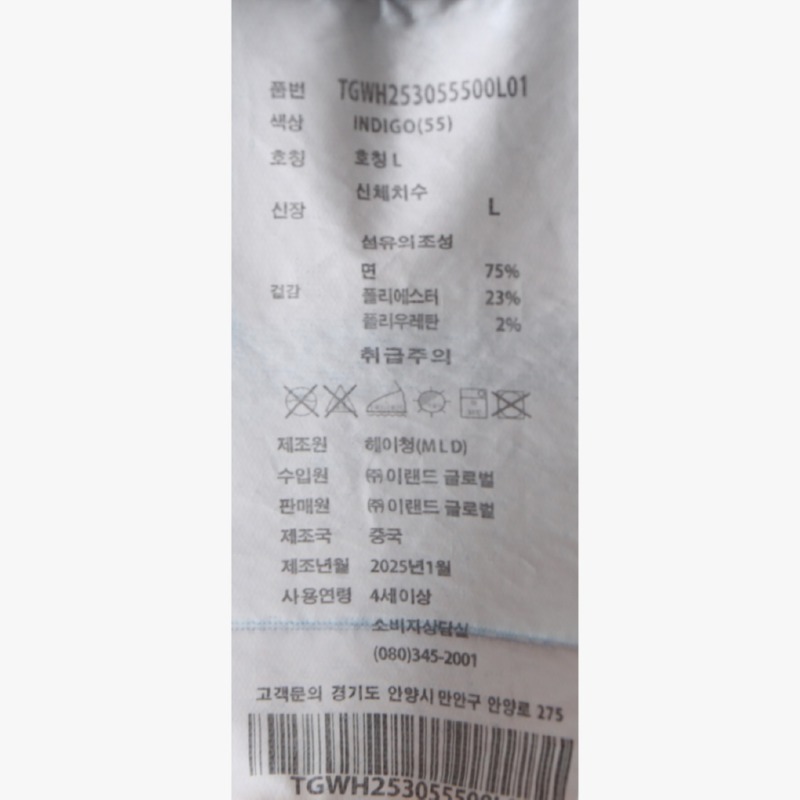 품번 TGWH253055500L01
색상 INDIGO(55)
호칭 호칭 L
신체치수
신장 L
섬유의조성
면 75%
겉감 폴리에스터 23%
폴리우레탄 2%
취급주의
제조원 헤이청(MLD)
수입원 ㈜이랜드 글로벌
판매원 ㈜이랜드 글로벌
제조국 중국
제조년월 2025년1월
사용연령 4세이상
소비자상담실
(080)345-2001
고객문의 경기도 안양시 만안구 안양로 275
TGWH253055500L